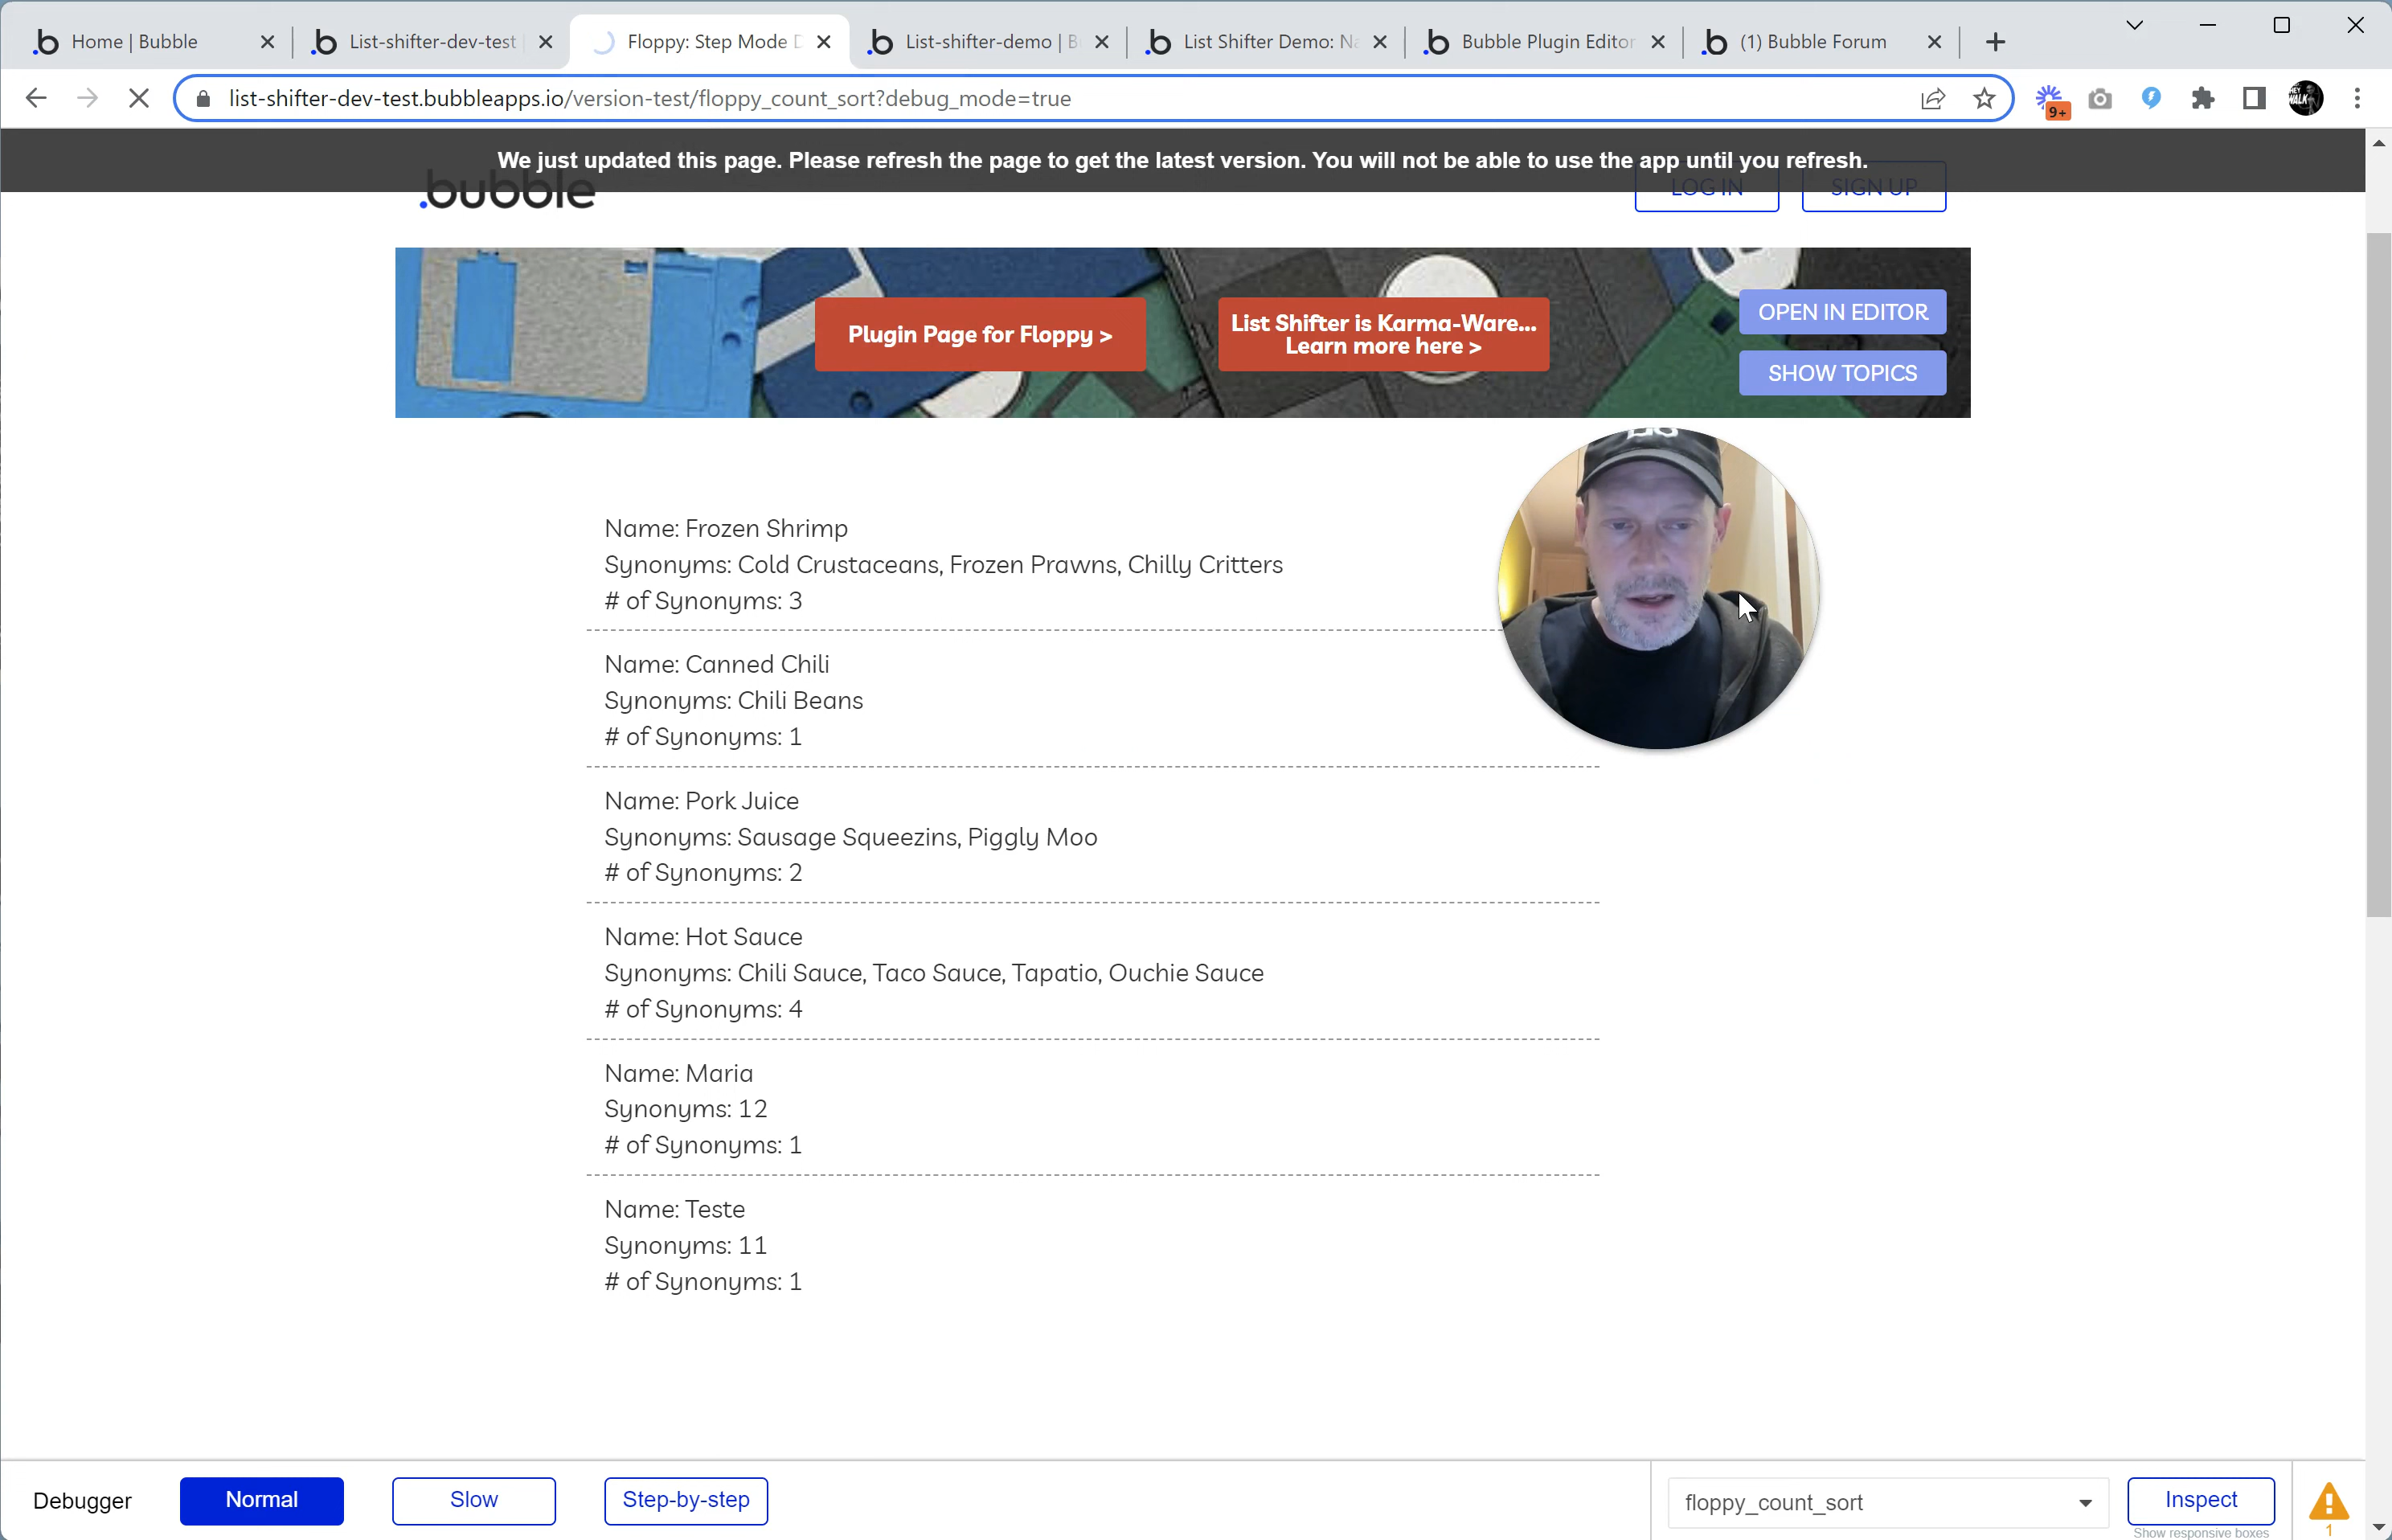 Home | Bubble
List-shifter-dev-test
Floppy: Step Mode
List-shifter-demo |
List Shifter Demo:
Bubble Plugin Editor
(1) Bubble Forum
list-shifter-dev-test.bubbleapps.io/version-test/floppy_count_sort?debug_mode=true
9+
We just updated this page. Please refresh the page to get the latest version. You will not be able to use the app until you refresh.
.bubble
LOG IN
SIGN UP
Plugin Page for Floppy >
List Shifter is Karma-Ware...
Learn more here >
OPEN IN EDITOR
SHOW TOPICS
Name: Frozen Shrimp
Synonyms: Cold Crustaceans, Frozen Prawns, Chilly Critters
# of Synonyms: 3
Name: Canned Chili
Synonyms: Chili Beans
# of Synonyms: 1
Name: Pork Juice
Synonyms: Sausage Squeezins, Piggly Moo
# of Synonyms: 2
Name: Hot Sauce
Synonyms: Chili Sauce, Taco Sauce, Tapatio, Ouchie Sauce
# of Synonyms: 4
Name: Maria
Synonyms: 12
# of Synonyms: 1
Name: Teste
Synonyms: 11
# of Synonyms: 1
Debugger
Normal
Slow
Step-by-step
floppy_count_sort
Inspect
Show responsive boxes
1